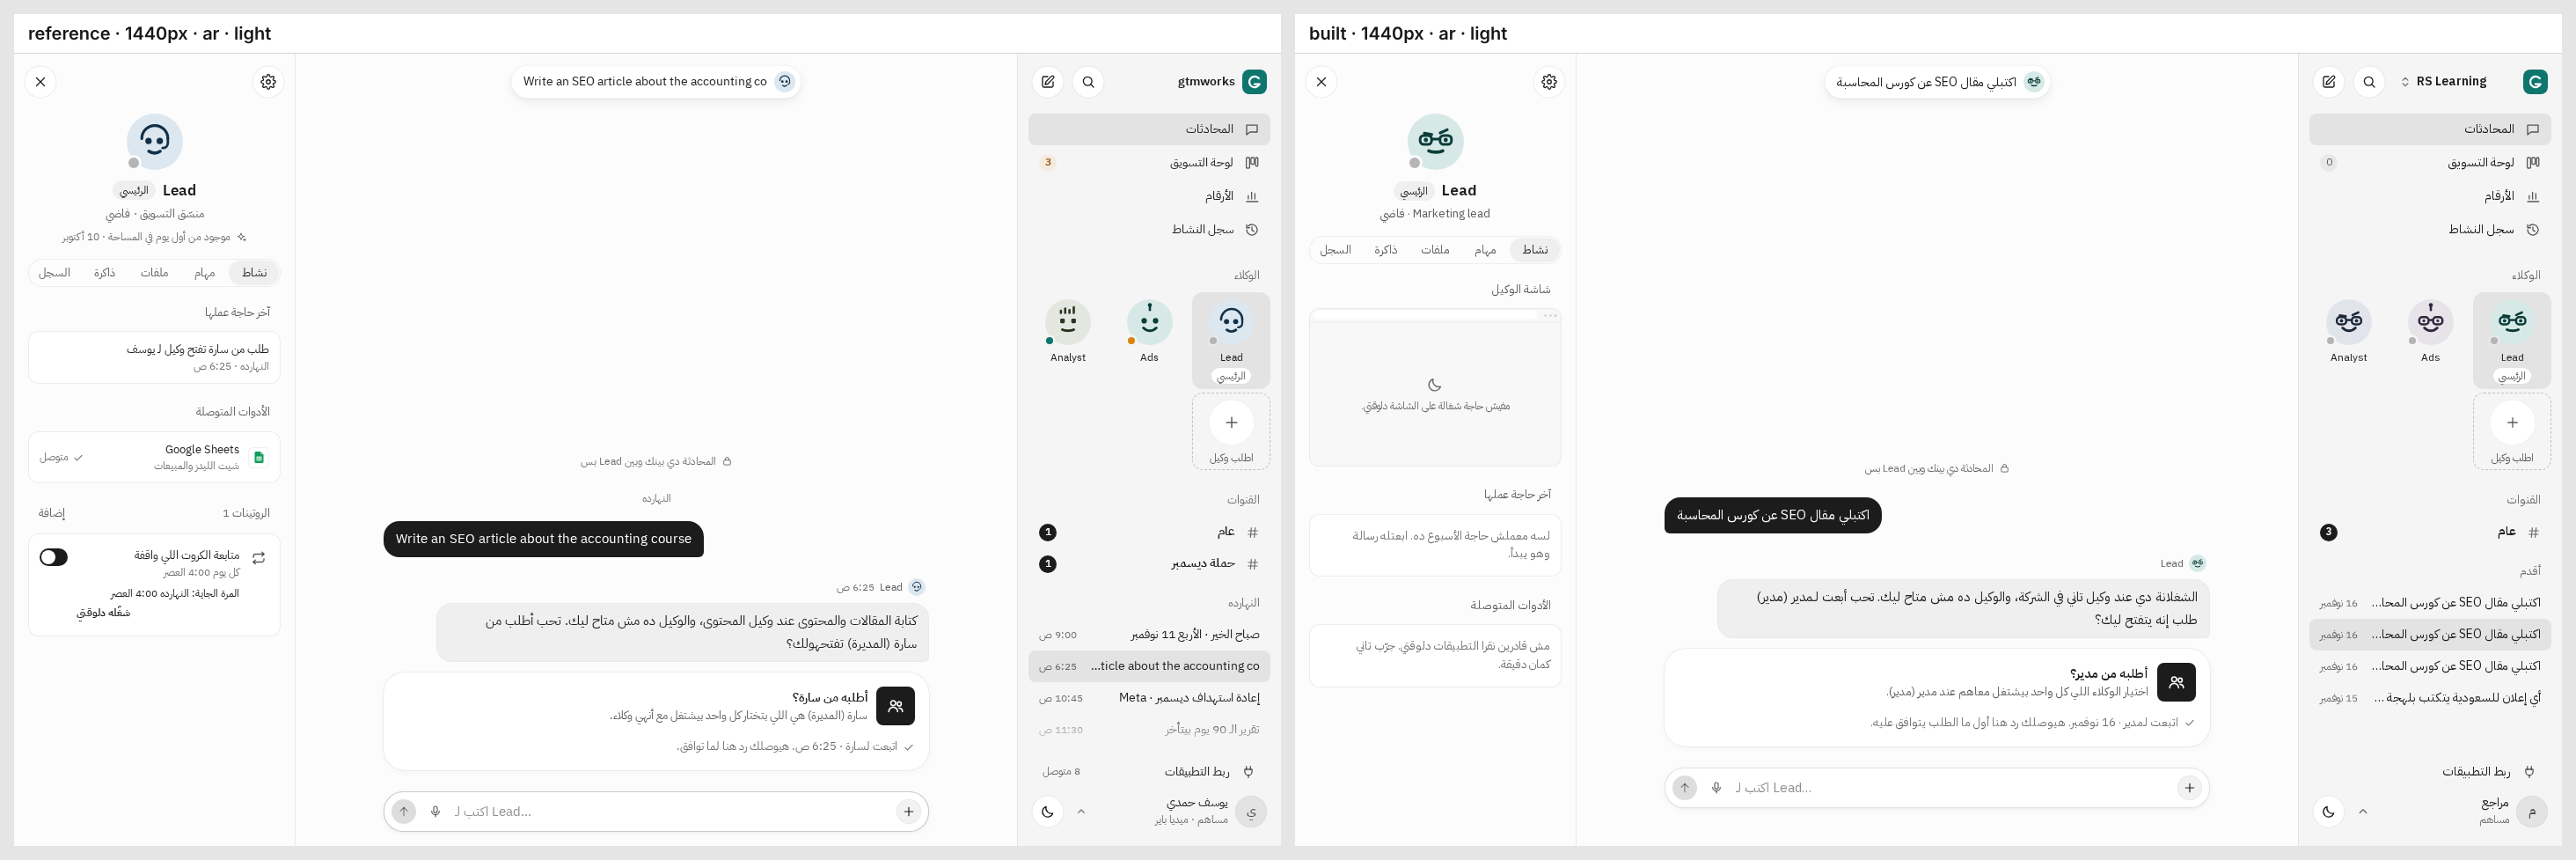 reference · 1440px · ar · light
gtmworks
المحادثات
لوحة التسويق
3
الأرقام
سجل النشاط
الوكلاء
Lead
الرئيسي
Ads
Analyst
اطلب وكيل
القنوات
عام
1
حملة ديسمبر
1
النهارده
صباح الخير · الأربع 11 نوفمبر
9:00 ص
...ticle about the accounting co
6:25 ص
إعادة استهداف ديسمبر · Meta
10:45 ص
تقرير الـ 90 يوم بيتأخر
11:30 ص
ربط التطبيقات
8 متوصل
ي
يوسف حمدي
مساهم · ميديا باير
Write an SEO article about the accounting co
المحادثة دي بينك وبين Lead بس
النهارده
Write an SEO article about the accounting course
Lead 6:25 ص
كتابة المقالات والمحتوى عند وكيل المحتوى، والوكيل ده مش متاح ليك. تحب أطلب من
سارة (المديرة) تفتحهولك؟
أطلبه من سارة؟
سارة (المديرة) هي اللي بتختار كل واحد بيشتغل مع أنهي وكلاء.
اتبعت لسارة · 6:25 ص. هيوصلك رد هنا لما توافق.
اكتب لـ Lead...
Lead
الرئيسي
منسّق التسويق · فاضي
موجود من أول يوم في المساحة · 10 أكتوبر
نشاط
مهام
ملفات
ذاكرة
السجل
آخر حاجة عملها
طلب من سارة تفتح وكيل لـ يوسف
النهارده · 6:25 ص
الأدوات المتوصلة
Google Sheets
شيت الليدز والمبيعات
متوصل
الروتينات 1
إضافة
متابعة الكروت اللي واقفة
كل يوم 4:00 العصر
المرة الجاية: النهارده 4:00 العصر
شغّله دلوقتي
built · 1440px · ar · light
RS Learning
المحادثات
لوحة التسويق
0
الأرقام
سجل النشاط
الوكلاء
Lead
الرئيسي
Ads
Analyst
اطلب وكيل
القنوات
عام
3
أقدم
اكتبلي مقال SEO عن كورس المحا...
16 نوفمبر
اكتبلي مقال SEO عن كورس المحا...
16 نوفمبر
اكتبلي مقال SEO عن كورس المحا...
16 نوفمبر
أي إعلان للسعودية يتكتب بلهجة ...
15 نوفمبر
ربط التطبيقات
م
مراجع
مساهم
اكتبلي مقال SEO عن كورس المحاسبة
المحادثة دي بينك وبين Lead بس
اكتبلي مقال SEO عن كورس المحاسبة
Lead
الشغلانة دي عند وكيل تاني في الشركة، والوكيل ده مش متاح ليك. تحب أبعت لـمدير (مدير)
طلب إنه يتفتح ليك؟
أطلبه من مدير؟
اختيار الوكلاء اللي كل واحد بيشتغل معاهم عند مدير (مدير).
اتبعت لمدير · 16 نوفمبر. هيوصلك رد هنا أول ما الطلب يتوافق عليه.
اكتب لـ Lead...
Lead
الرئيسي
Marketing lead · فاضي
نشاط
مهام
ملفات
ذاكرة
السجل
شاشة الوكيل
مفيش حاجة شغالة على الشاشة دلوقتي.
آخر حاجة عملها
لسه معملش حاجة الأسبوع ده. ابعتله رسالة
وهو يبدأ.
الأدوات المتوصلة
مش قادرين نقرا التطبيقات دلوقتي. جرّب تاني
كمان دقيقة.